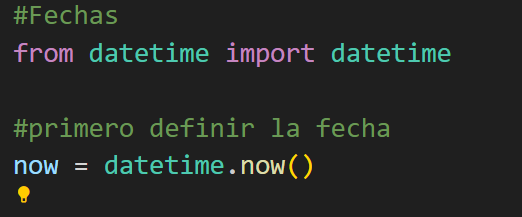 #Fechas
from datetime import datetime
#primero definir la fecha
now = datetime.now()